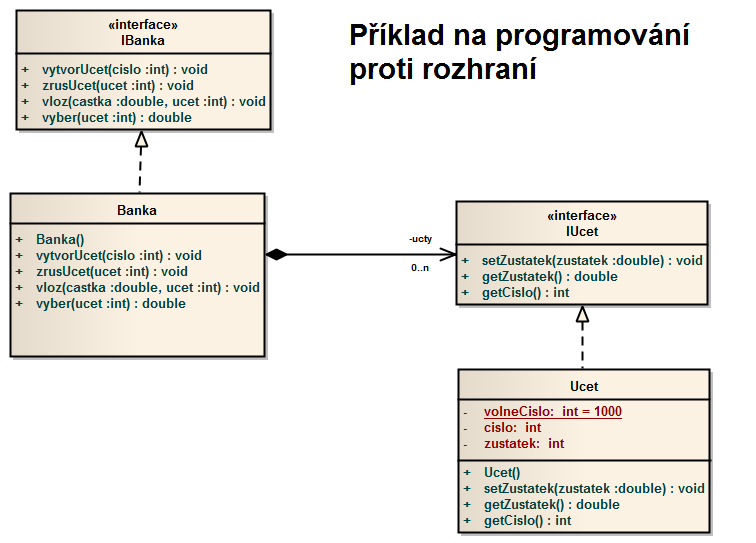 «interface»
IBanka
+ vytvorUcet(cislo :int) : void
+ zrusUcet(ucet :int) : void
+ vloz(castka :double, ucet :int) : void
+ vyber(ucet :int) : double
Příklad na programování
proti rozhraní
Banka
+ Banka()
+ vytvorUcet(cislo :int) : void
+ zrusUcet(ucet :int) : void
+ vloz(castka :double, ucet :int) : void
+ vyber(ucet :int) : double
-ucty
0..n
«interface»
IUcet
+ setZustatek(zustatek :double) : void
+ getZustatek() : double
+ getCislo() : int
Ucet
- volneCislo: int = 1000
- cislo: int
- zustatek: int
+ Ucet()
+ setZustatek(zustatek :double) : void
+ getZustatek() : double
+ getCislo() : int